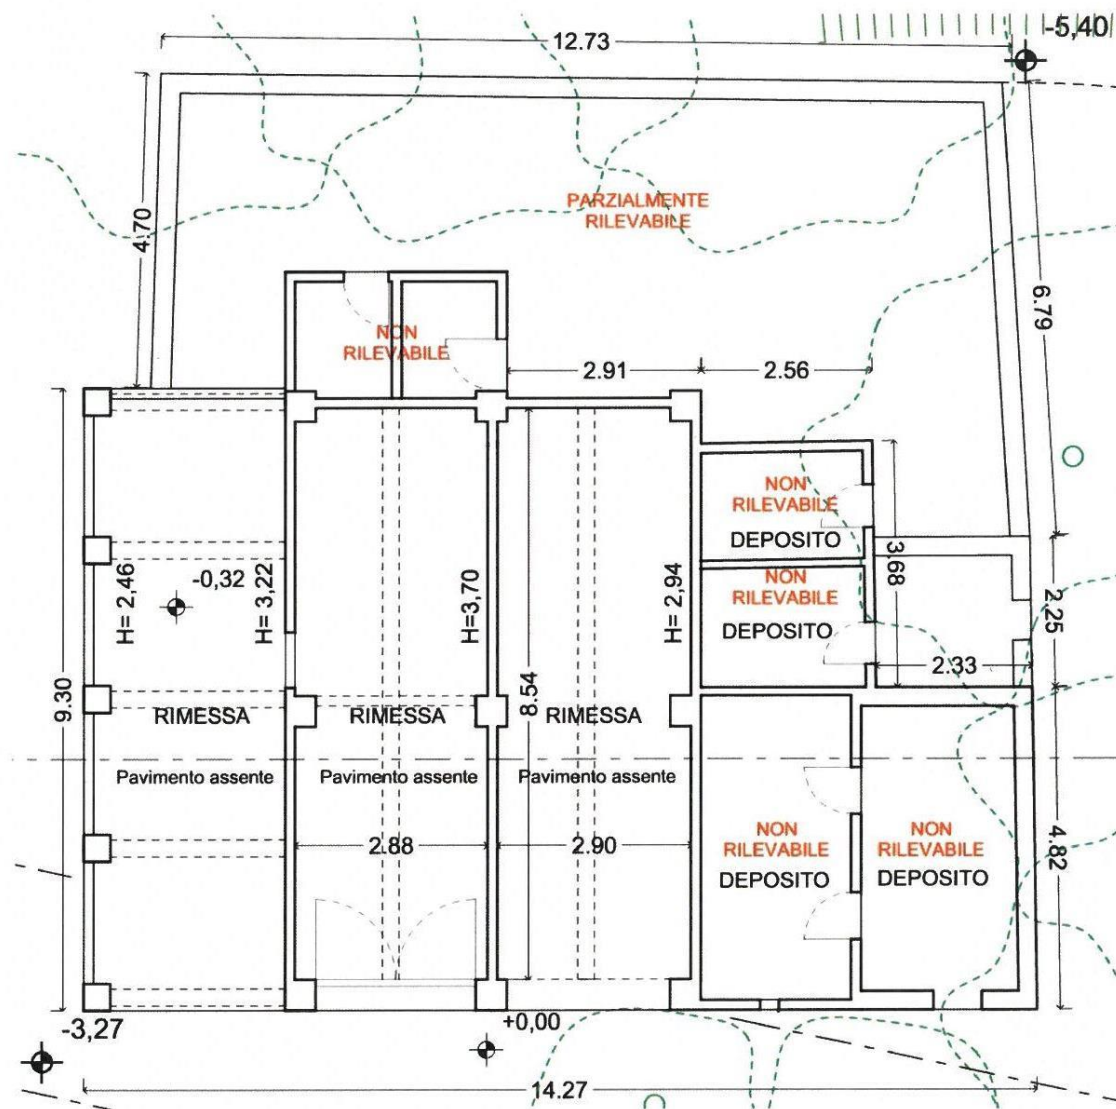 12.73
-5,40
4.70
PARZIALMENTE
RILEVABILE
6.79
NON
RILEVABILE
2.91
2.56
NON
RILEVABILE
DEPOSITO
3.68
NON
RILEVABILE
DEPOSITO
H= 2,46
-0,32
H= 3,22
H=3,70
H= 2,94
2.25
2.33
9.30
8.54
RIMESSA
RIMESSA
RIMESSA
Pavimento assente
Pavimento assente
Pavimento assente
2.88
2.90
NON
RILEVABILE
DEPOSITO
NON
RILEVABILE
DEPOSITO
4.82
-3,27
+0,00
14.27